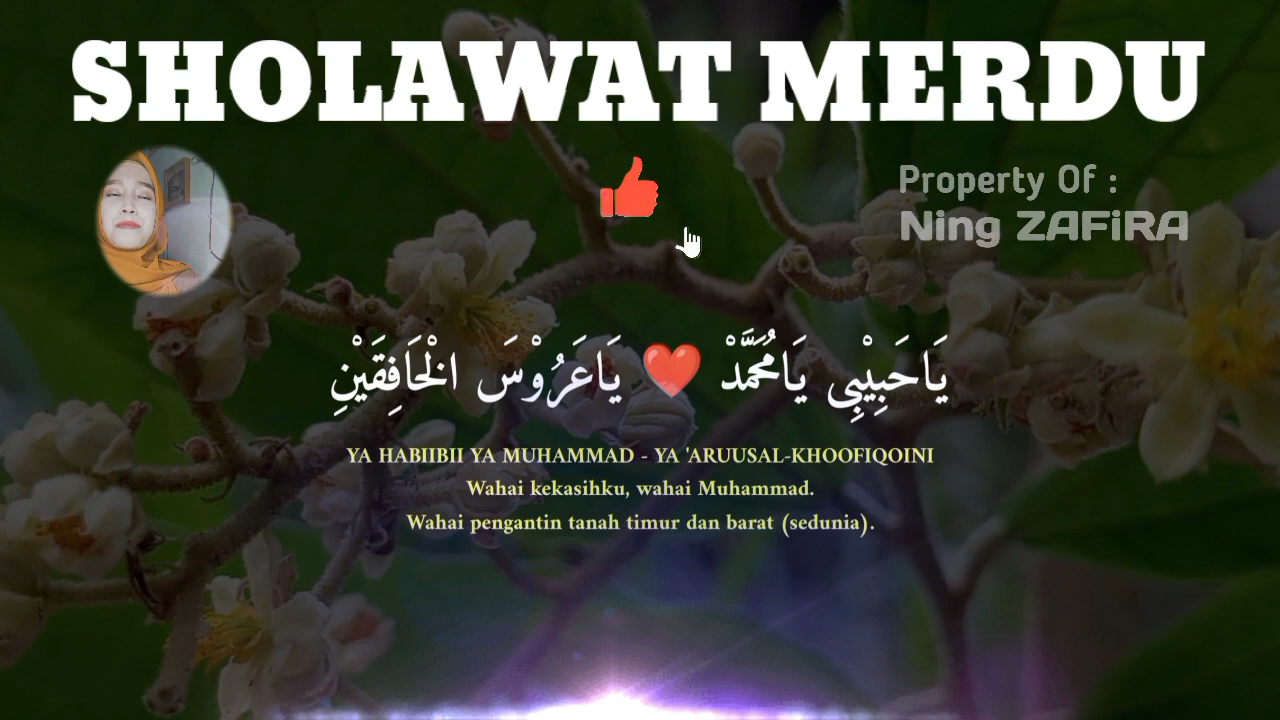 SHOLAWAT MERDU
Property Of :
Ning ZAFiRA
يَاحَبِيْبِي يَامُحَمَّدْ ❤️ يَاعَرُوْسَ الْخَافِقَيْنِ
YA HABIIBII YA MUHAMMAD - YA 'ARUUSAL-KHOOFIQOINI
Wahai kekasihku, wahai Muhammad.
Wahai pengantin tanah timur dan barat (sedunia).